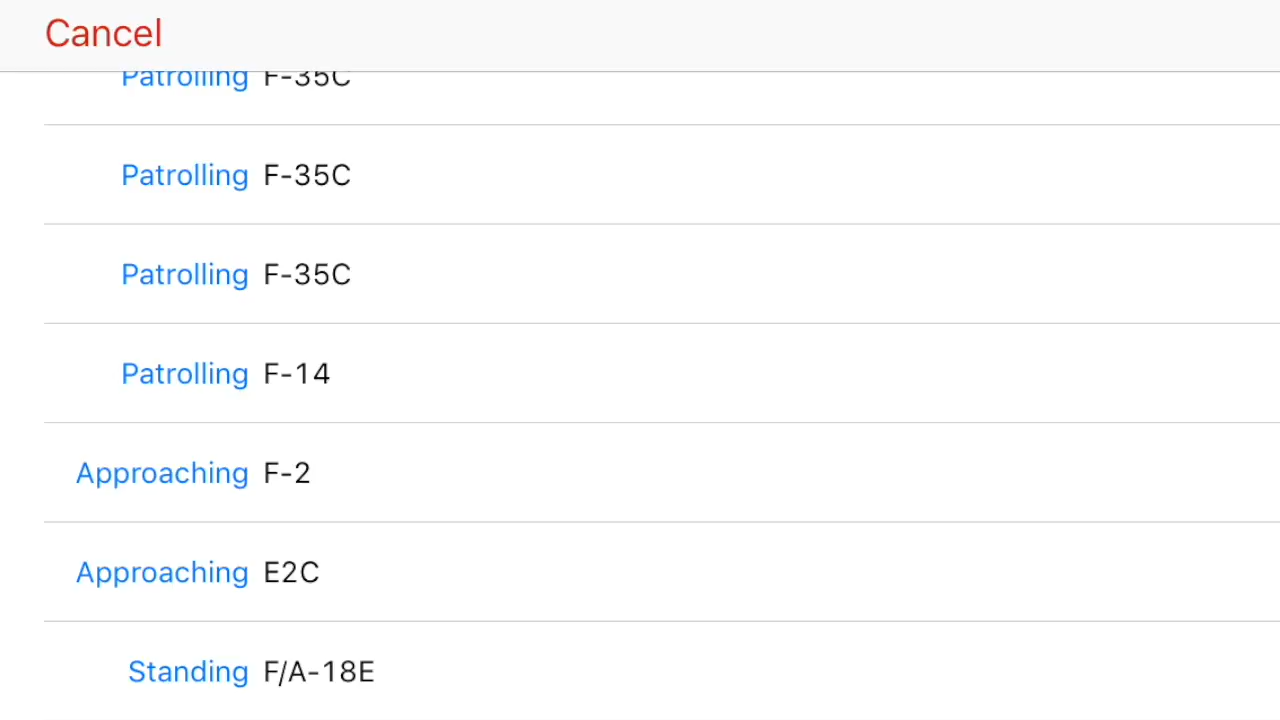 Cancel
Patrolling F-35C
Patrolling F-35C
Patrolling F-35C
Patrolling F-14
Approaching F-2
Approaching E2C
Standing F/A-18E